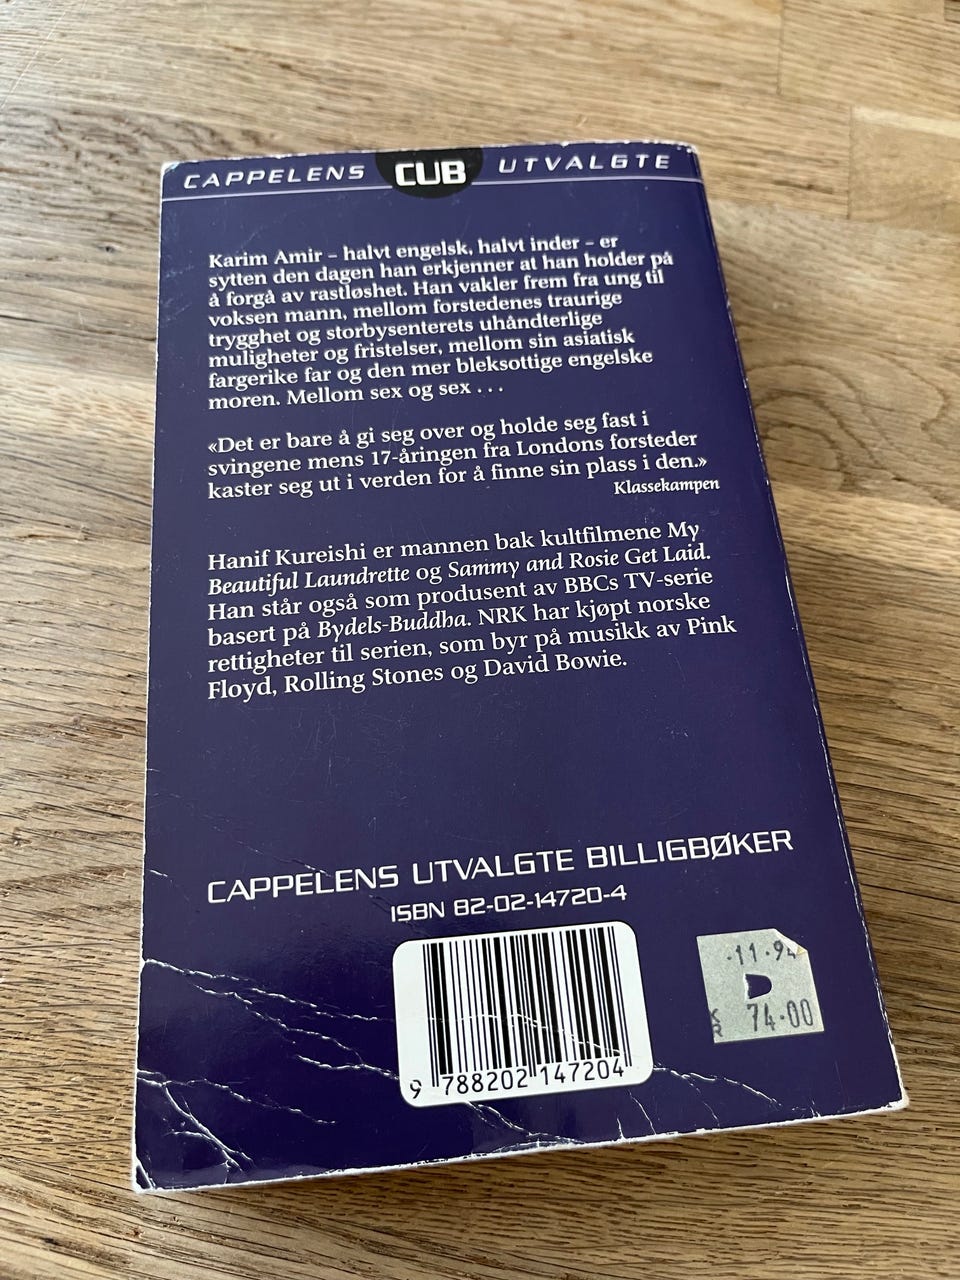 CAPPELENS CUB UTVALGTE
Karim Amir – halvt engelsk, halvt inder – er
sytten den dagen han erkjenner at han holder på
å forgå av rastløshet. Han vakler frem fra ung til
voksen mann, mellom forstedenes traurige
trygghet og storbysenterets uhåndterlige
muligheter og fristelser, mellom sin asiatisk
fargerike far og den mer bleksottige engelske
moren. Mellom sex og sex . . .
«Det er bare å gi seg over og holde seg fast i
svingene mens 17-åringen fra Londons forsteder
kaster seg ut i verden for å finne sin plass i den.»
Klassekampen
Hanif Kureishi er mannen bak kultfilmene My
Beautiful Laundrette og Sammy and Rosie Get Laid.
Han står også som produsent av BBCs TV-serie
basert på Bydels-Buddha. NRK har kjøpt norske
rettigheter til serien, som byr på musikk av Pink
Floyd, Rolling Stones og David Bowie.
CAPPELENS UTVALGTE BILLIGBØKER
ISBN 82-02-14720-4
9 788202 147204
·11·94
74·00